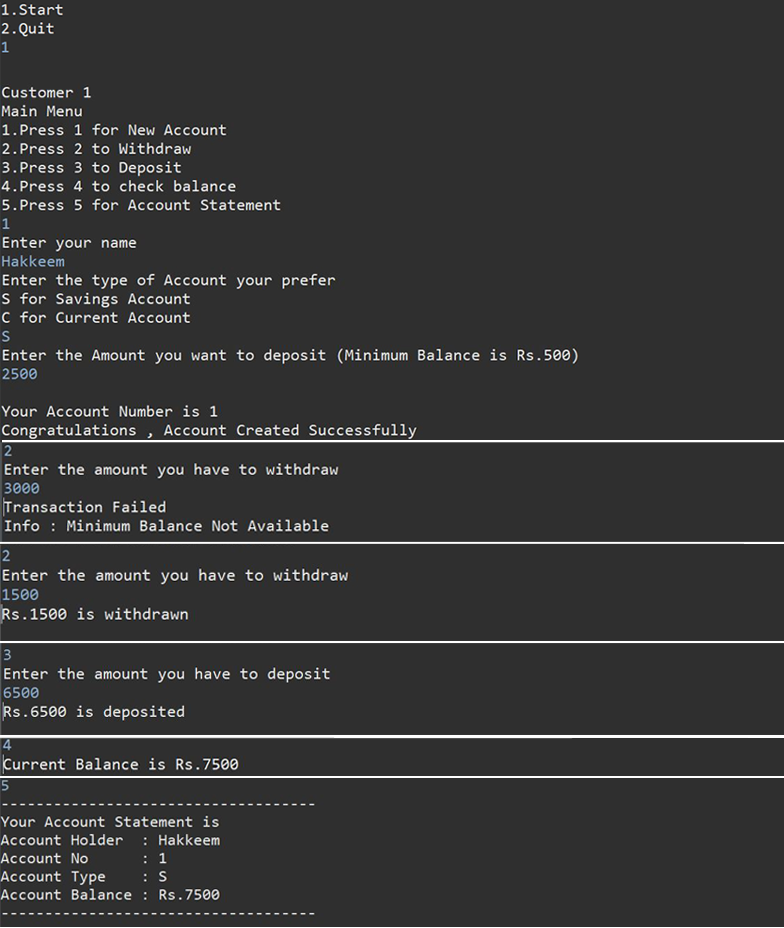 1.Start
2.Quit
1
Customer 1
Main Menu
1.Press 1 for New Account
2.Press 2 to Withdraw
3.Press 3 to Deposit
4.Press 4 to check balance
5.Press 5 for Account Statement
1
Enter your name
Hakkeem
Enter the type of Account your prefer
S for Savings Account
C for Current Account
S
Enter the Amount you want to deposit (Minimum Balance is Rs.500)
2500
Your Account Number is 1
Congratulations , Account Created Successfully
2
Enter the amount you have to withdraw
3000
Transaction Failed
Info : Minimum Balance Not Available
2
Enter the amount you have to withdraw
1500
Rs.1500 is withdrawn
3
Enter the amount you have to deposit
6500
Rs.6500 is deposited
4
Current Balance is Rs.7500
5
-----------------------------------
Your Account Statement is
Account Holder  : Hakkeem
Account No      : 1
Account Type    : S
Account Balance : Rs.7500
-----------------------------------